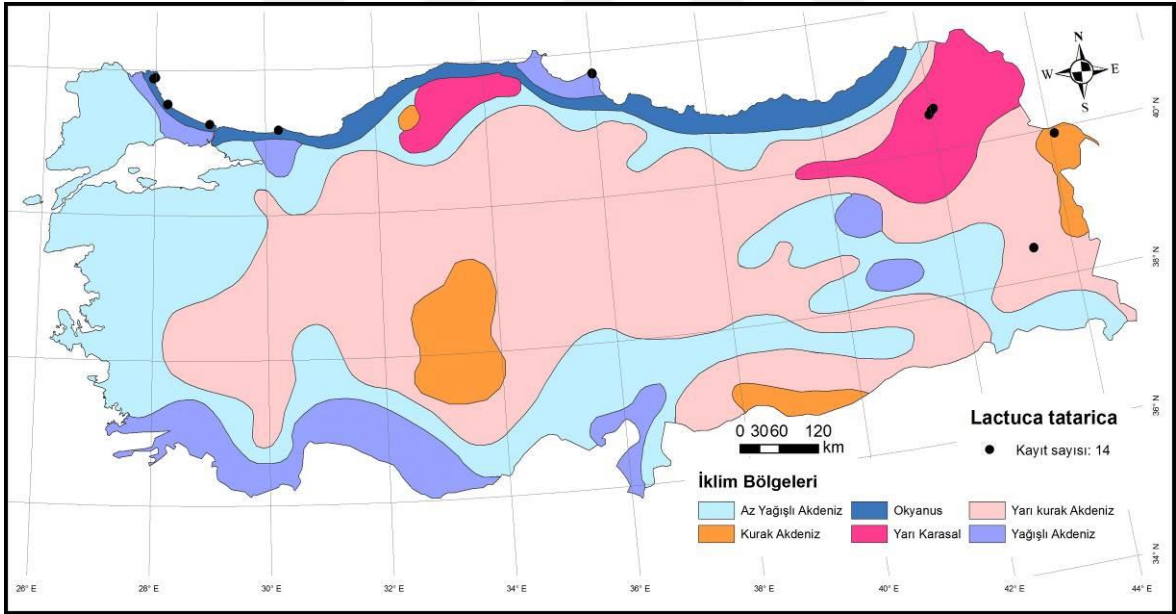 N
W E
S
40° N
38° N
36° N
34° N
Lactuca tatarica
Kayıt sayısı: 14
0 30 60 120
km
İklim Bölgeleri
Az Yağışlı Akdeniz
Okyanus
Yarı kurak Akdeniz
Kurak Akdeniz
Yarı Karasal
Yağışlı Akdeniz
26° E 28° E 30° E 32° E 34° E 36° E 38° E 40° E 42° E 44° E